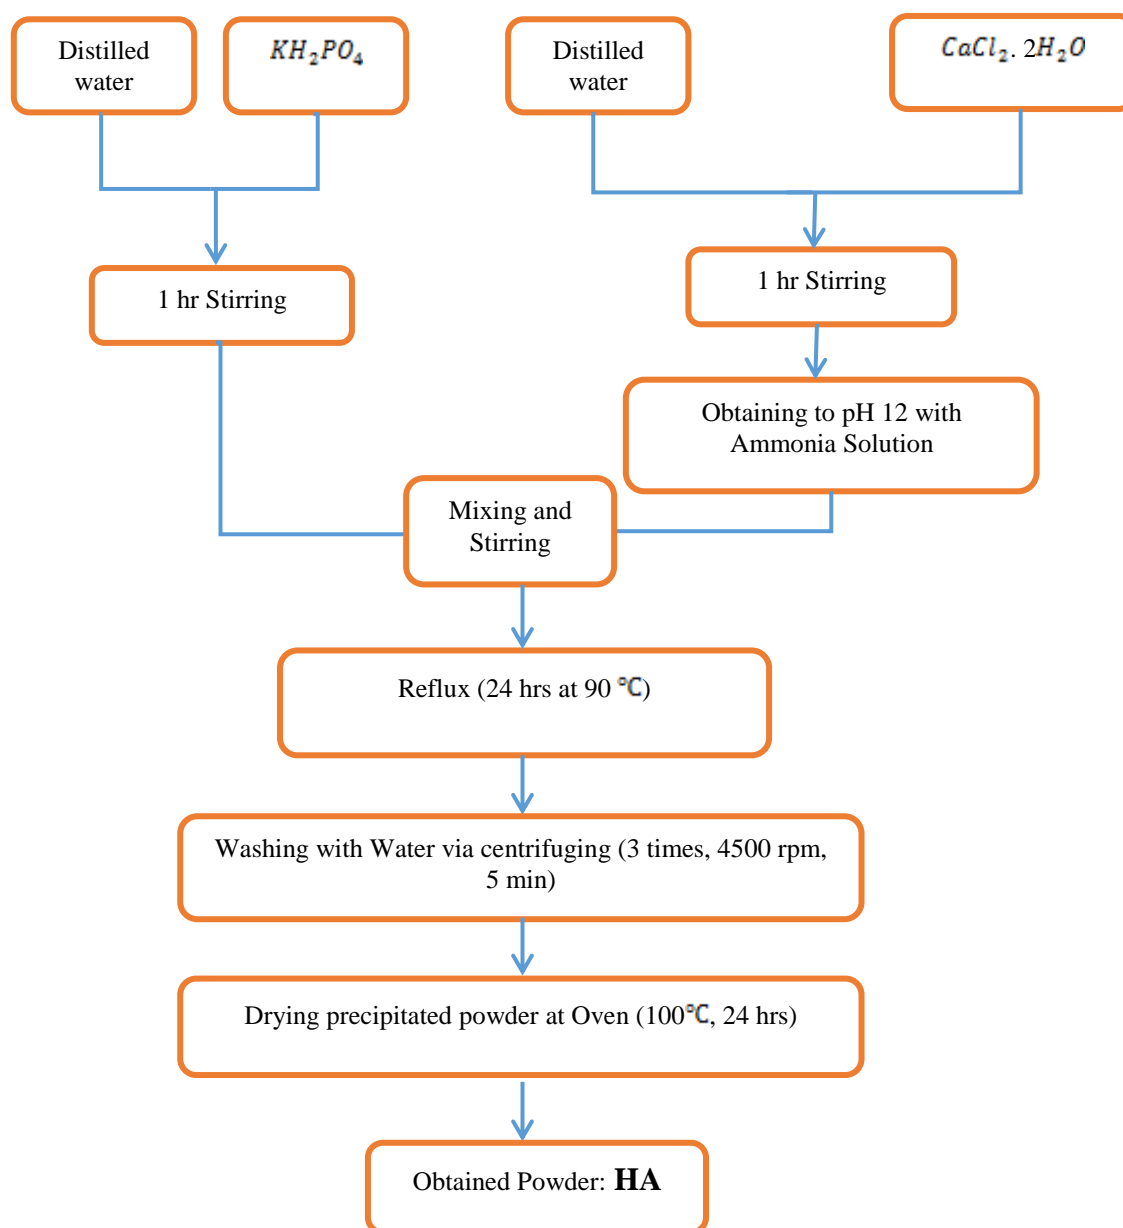 Distilled
water
KH₂PO₄
Distilled
water
CaCl₂. 2H₂O
1 hr Stirring
1 hr Stirring
Obtaining to pH 12 with
Ammonia Solution
Mixing and
Stirring
Reflux (24 hrs at 90 ℃)
Washing with Water via centrifuging (3 times, 4500 rpm,
5 min)
Drying precipitated powder at Oven (100℃, 24 hrs)
Obtained Powder: HA